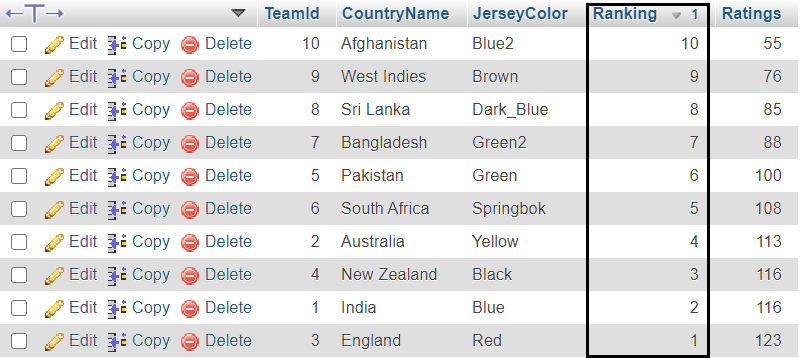 TeamId CountryName JerseyColor Ranking 1 Ratings
Edit Copy Delete 10 Afghanistan Blue2 10 55
Edit Copy Delete 9 West Indies Brown 9 76
Edit Copy Delete 8 Sri Lanka Dark_Blue 8 85
Edit Copy Delete 7 Bangladesh Green2 7 88
Edit Copy Delete 5 Pakistan Green 6 100
Edit Copy Delete 6 South Africa Springbok 5 108
Edit Copy Delete 2 Australia Yellow 4 113
Edit Copy Delete 4 New Zealand Black 3 116
Edit Copy Delete 1 India Blue 2 116
Edit Copy Delete 3 England Red 1 123